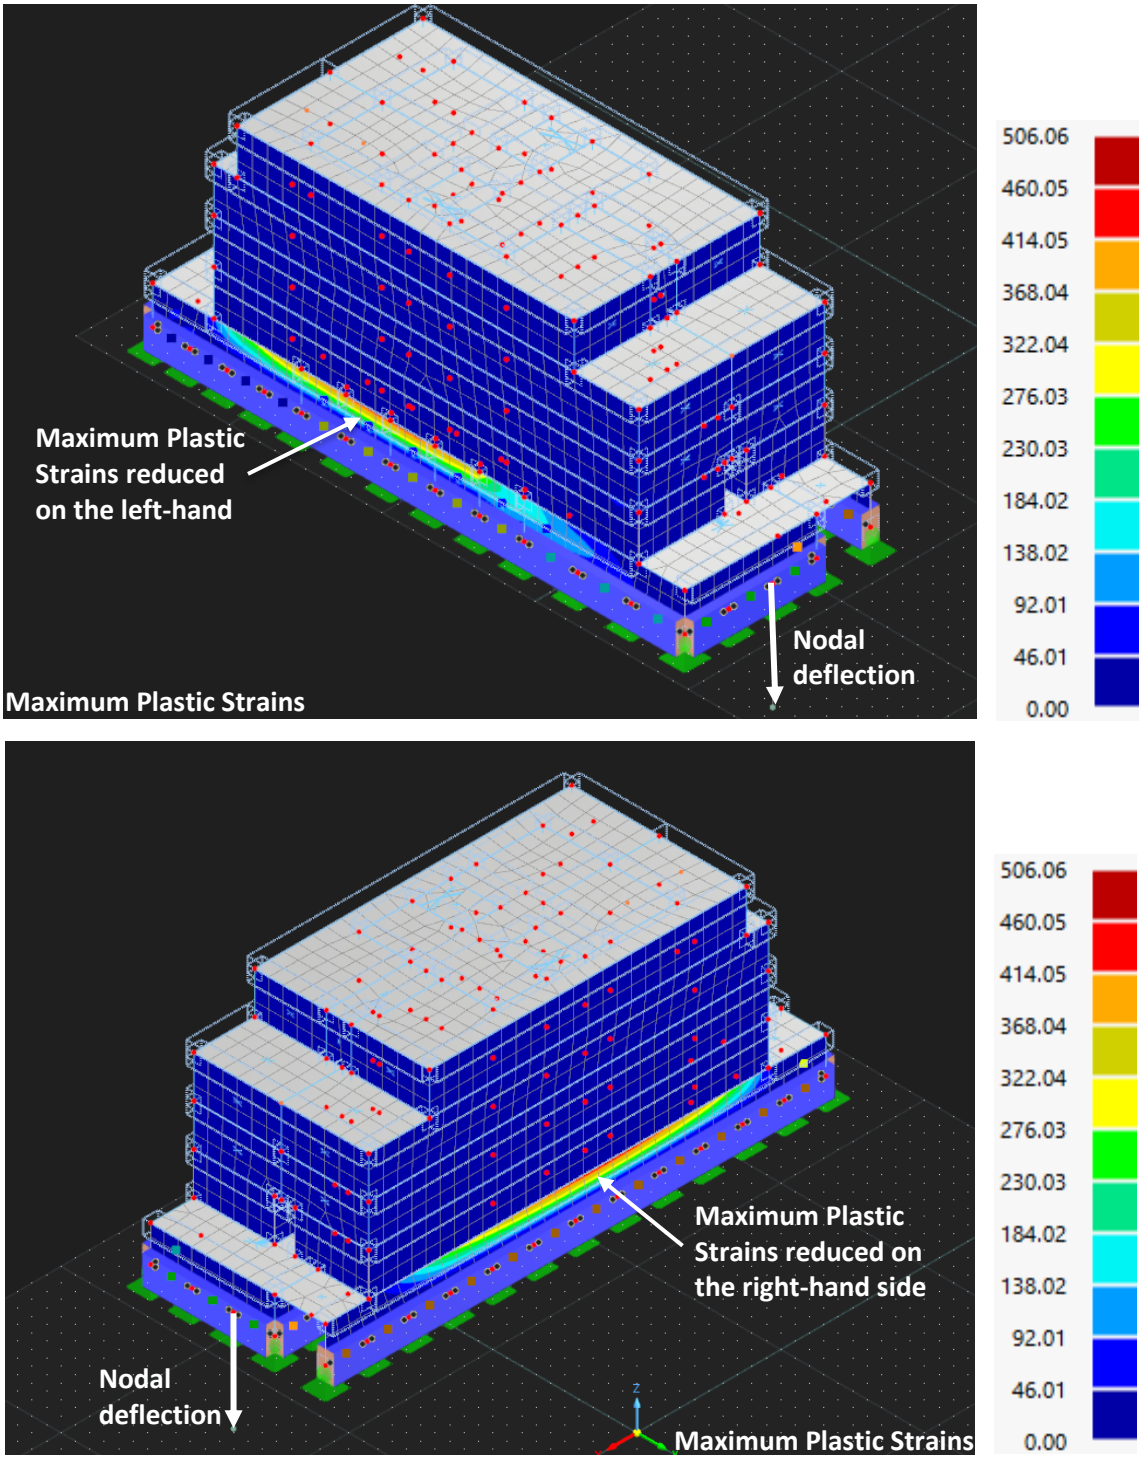 506.06
460.05
414.05
368.04
322.04
276.03
230.03
184.02
138.02
92.01
46.01
0.00
Maximum Plastic
Strains reduced
on the left-hand
Nodal
deflection
Maximum Plastic Strains
506.06
460.05
414.05
368.04
322.04
276.03
230.03
184.02
138.02
92.01
46.01
0.00
Maximum Plastic
Strains reduced on
the right-hand side
Nodal
deflection
Z
Maximum Plastic Strains